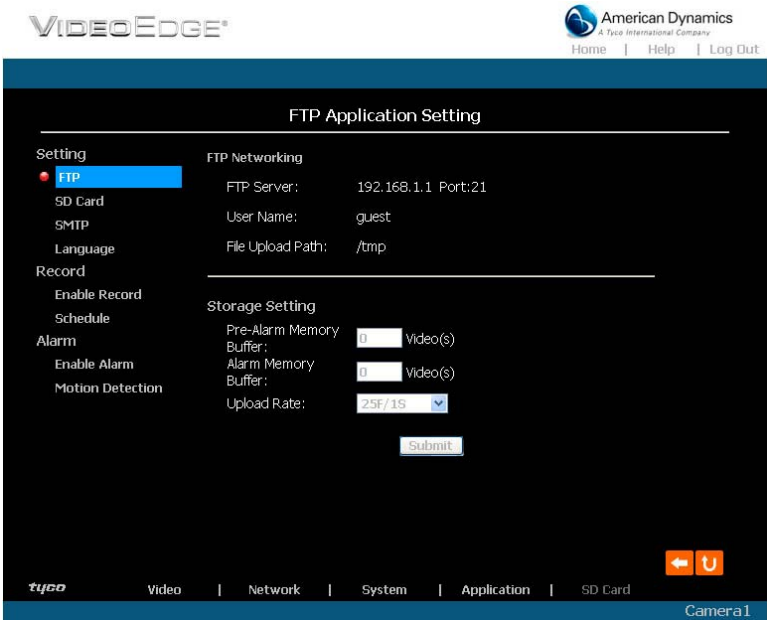 VIDEOEDGE®
American Dynamics
A Tyco International Company
Home | Help | Log Out
FTP Application Setting
Setting
FTP
SD Card
SMTP
Language
Record
Enable Record
Schedule
Alarm
Enable Alarm
Motion Detection
FTP Networking
FTP Server: 192.168.1.1 Port:21
User Name: guest
File Upload Path: /tmp
Storage Setting
Pre-Alarm Memory
Buffer: 0 Video(s)
Alarm Memory
Buffer: 0 Video(s)
Upload Rate: 25F/1S
Submit
tyco Video | Network | System | Application | SD Card
Camera1